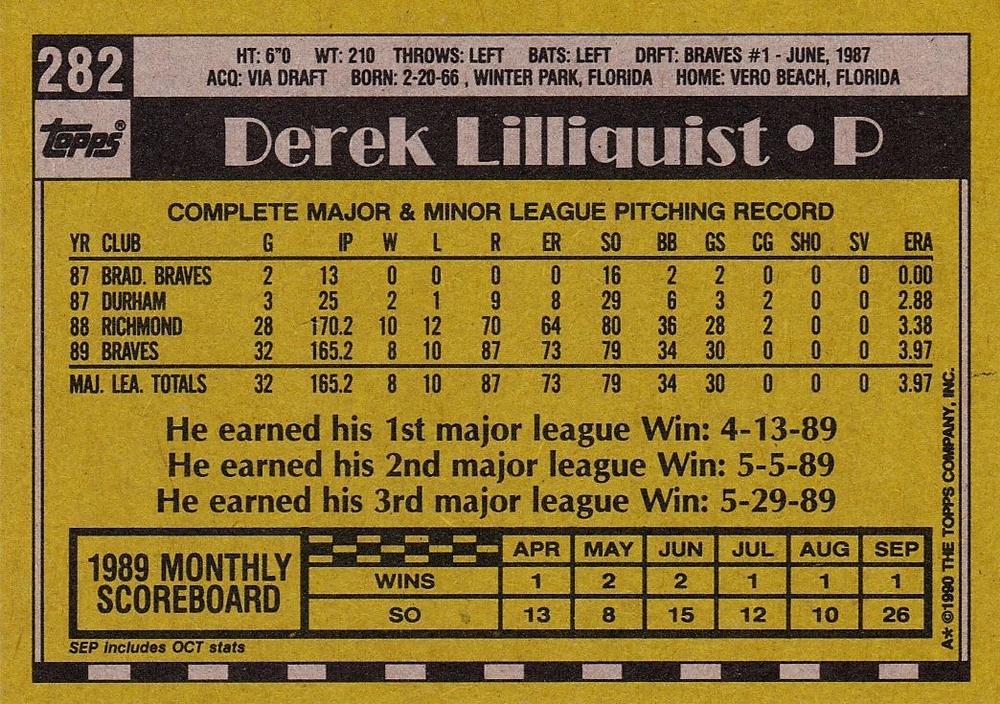 282
HT: 6"0 WT: 210 THROWS: LEFT BATS: LEFT DRFT: BRAVES #1 - JUNE, 1987
ACQ: VIA DRAFT BORN: 2-20-66 , WINTER PARK, FLORIDA HOME: VERO BEACH, FLORIDA
topps®
Derek Lilliquist • P
COMPLETE MAJOR & MINOR LEAGUE PITCHING RECORD
YR CLUB G IP W L R ER SO BB GS CG SHO SV ERA
87 BRAD. BRAVES 2 13 0 0 0 0 16 2 2 0 0 0 0.00
87 DURHAM 3 25 2 1 9 8 29 6 3 2 0 0 2.88
88 RICHMOND 28 170.2 10 12 70 64 80 36 28 2 0 0 3.38
89 BRAVES 32 165.2 8 10 87 73 79 34 30 0 0 0 3.97
MAJ. LEA. TOTALS 32 165.2 8 10 87 73 79 34 30 0 0 0 3.97
He earned his 1st major league Win: 4-13-89
He earned his 2nd major league Win: 5-5-89
He earned his 3rd major league Win: 5-29-89
1989 MONTHLY
SCOREBOARD
APR MAY JUN JUL AUG SEP
WINS 1 2 2 1 1 1
SO 13 8 15 12 10 26
SEP includes OCT stats
A* ©1990 THE TOPPS COMPANY, INC.